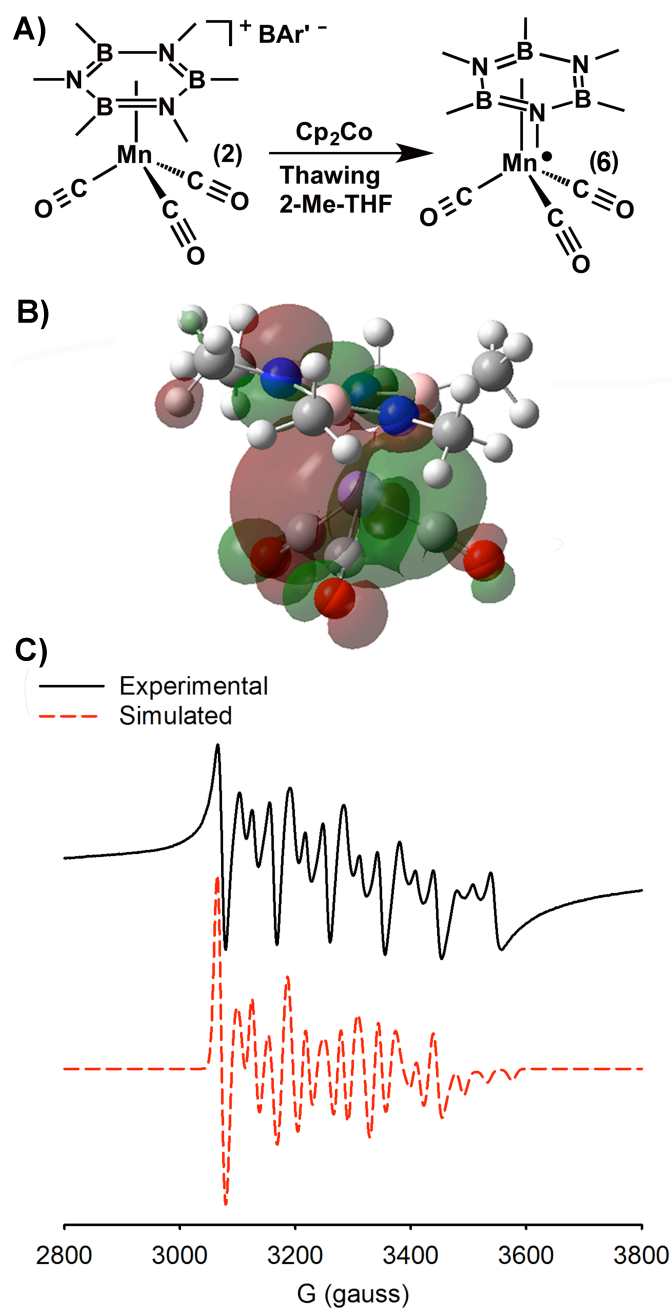 A)
B N ⁺ BAr' ⁻
N B
B N
Mn (2)
O C C O
C
O
Cp₂Co
Thawing
2-Me-THF
N B N
B N B
Mn• (6)
O C C O
C
O
B)
C)
Experimental
Simulated
2800 3000 3200 3400 3600 3800
G (gauss)